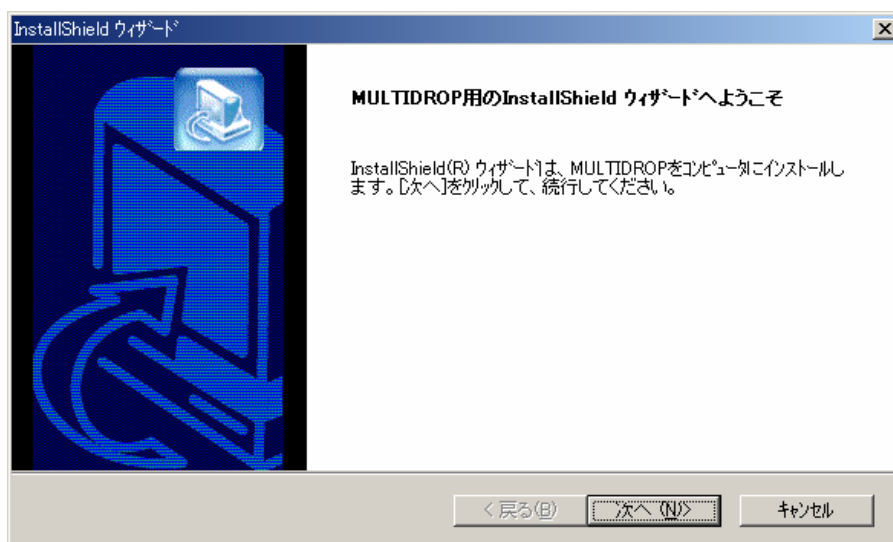 InstallShield ウィザード
MULTIDROP用のInstallShield ウィザードへようこそ
InstallShield(R) ウィザードは、MULTIDROPをコンピュータにインストールし
ます。[次へ]をクリックして、続行してください。
< 戻る(B)
次へ (N)>
キャンセル